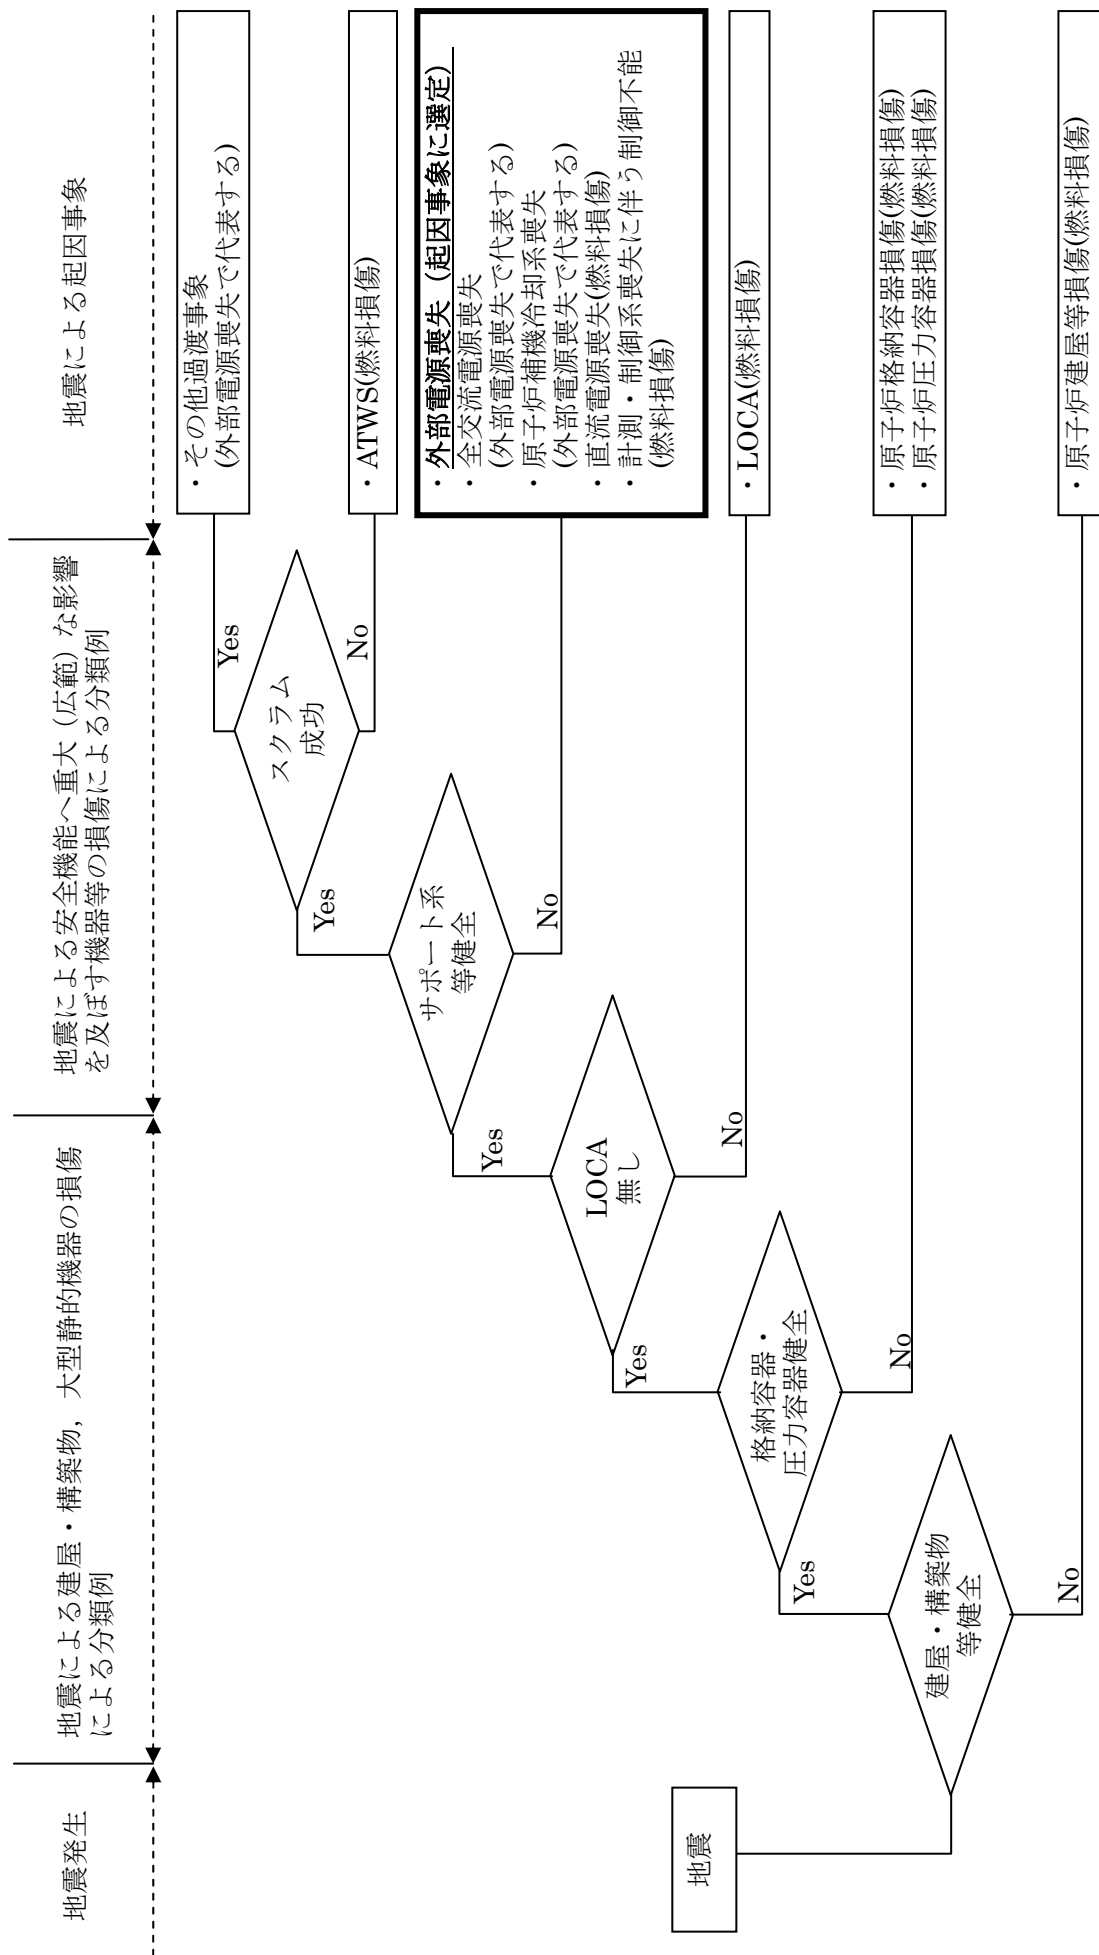 地震発生
地震による建屋・構築物，大型静的機器の損傷
による分類例
地震による安全機能へ重大（広範）な影響
を及ぼす機器等の損傷による分類例
地震による起因事象
地震
建屋・構築物
等健全
Yes
No
格納容器・
圧力容器健全
Yes
No
LOCA
無し
Yes
No
サポート系
等健全
Yes
No
スクラム
成功
Yes
No
・その他過渡事象
(外部電源喪失で代表する)
・ATWS(燃料損傷)
・外部電源喪失（起因事象に選定）
・全交流電源喪失
(外部電源喪失で代表する)
・原子炉補機冷却系喪失
(外部電源喪失で代表する)
・直流電源喪失(燃料損傷)
・計測・制御系喪失に伴う制御不能
(燃料損傷)
・LOCA(燃料損傷)
・原子炉格納容器損傷(燃料損傷)
・原子炉圧力容器損傷(燃料損傷)
・原子炉建屋等損傷(燃料損傷)